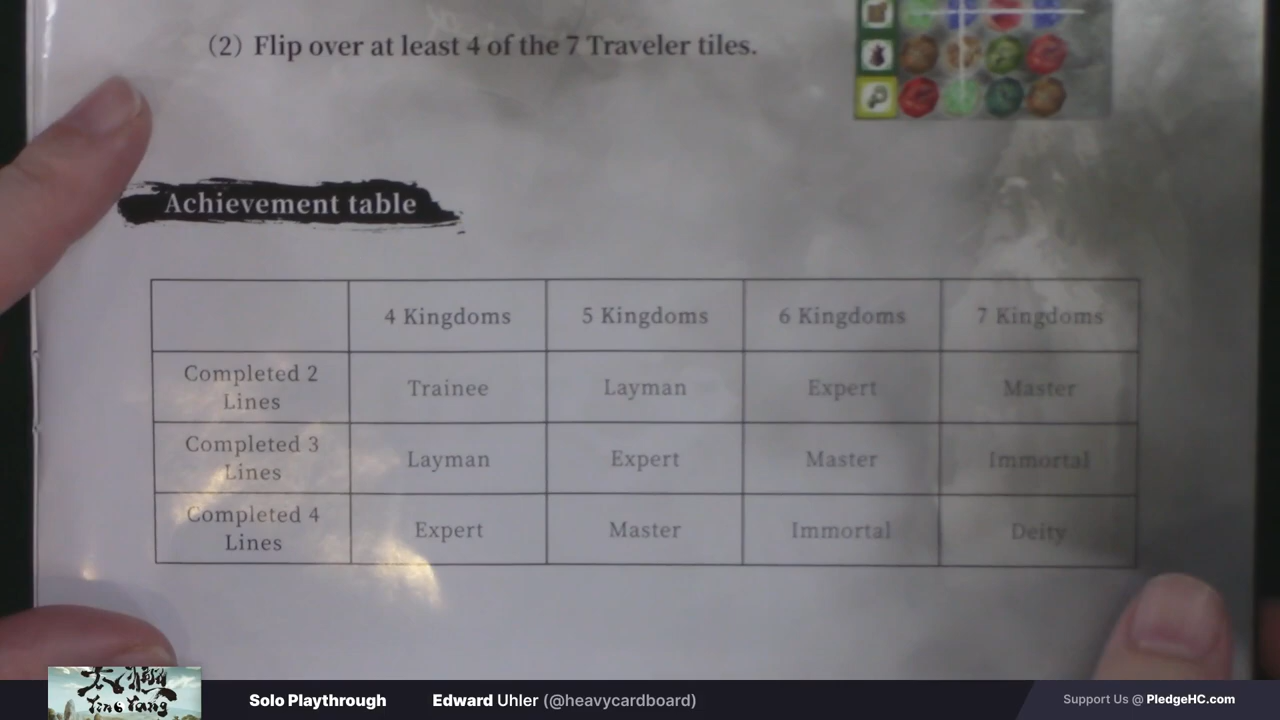 (2) Flip over at least 4 of the 7 Traveler tiles.
Achievement table
4 Kingdoms
5 Kingdoms
6 Kingdoms
7 Kingdoms
Completed 2
Lines
Trainee
Layman
Expert
Master
Completed 3
Lines
Layman
Expert
Master
Immortal
Completed 4
Lines
Expert
Master
Immortal
Deity
Solo Playthrough
Edward Uhler (@heavycardboard)
Support Us @ PledgeHC.com